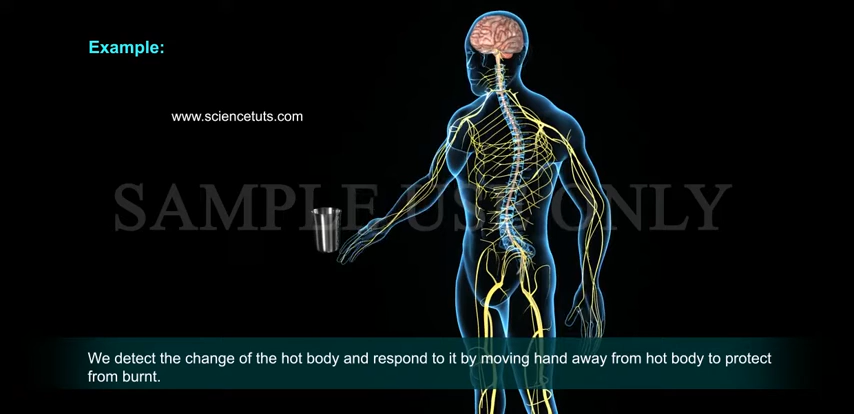 Example:
www.sciencetuts.com
SAMPLE USE ONLY
We detect the change of the hot body and respond to it by moving hand away from hot body to protect
from burnt.